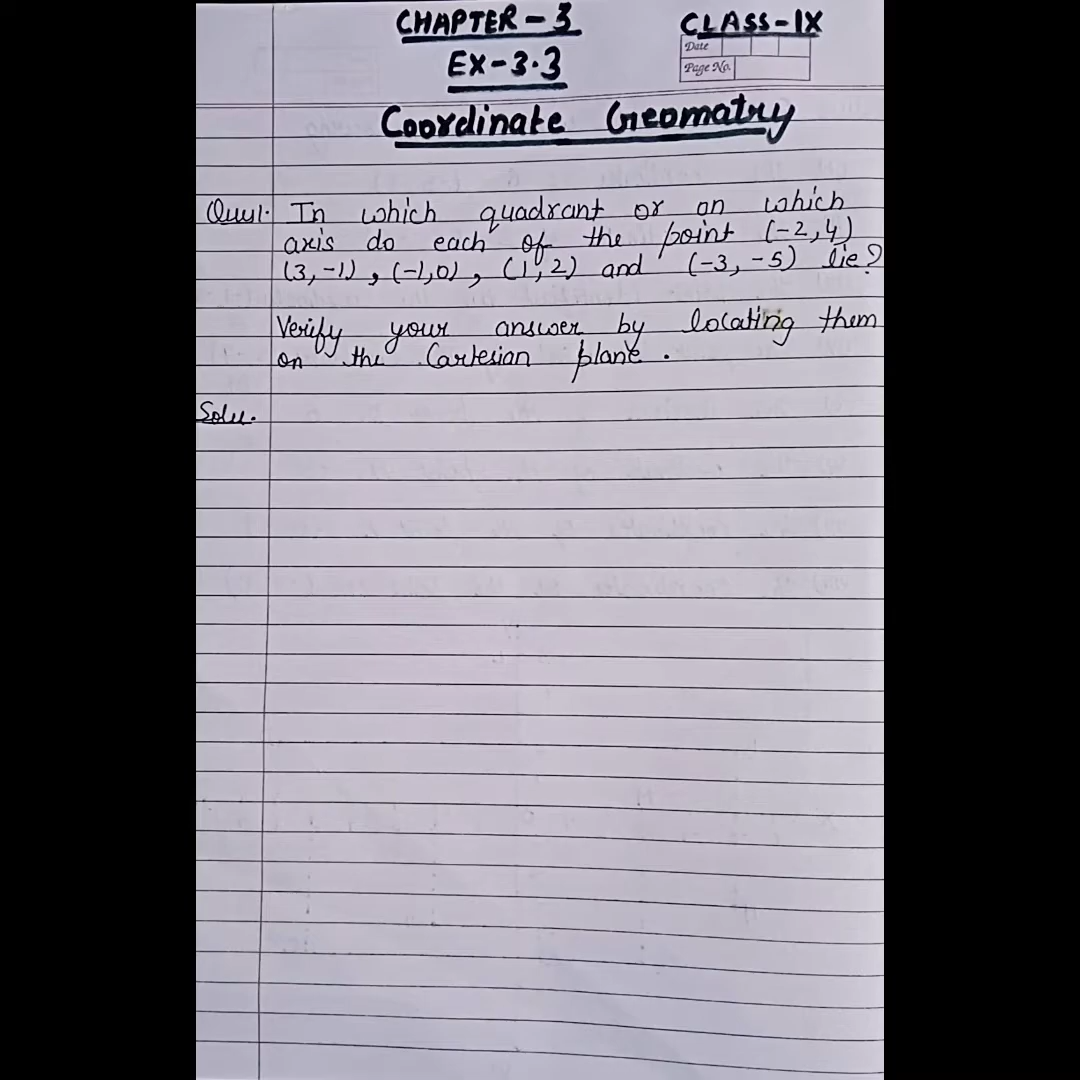 CHAPTER - 3
CLASS-IX
Date
EX-3.3
Page No.
Coordinate Geomatry
Ques1. In which quadrant or on which
axis do each of the point (-2,4)
(3,-1), (-1,0), (1,2) and (-3,-5) lie?
Verify your answer by locating them
on the Cartesian plane.
Solu.